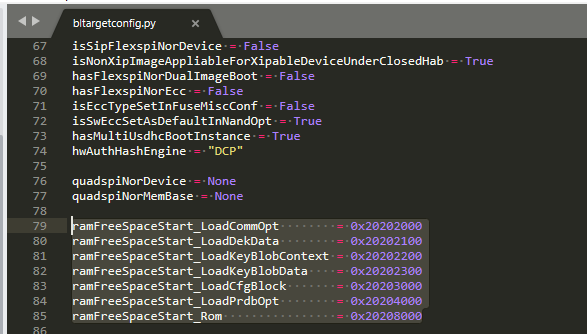 bltargetconfig.py ×
67 isSipFlexspiNorDevice = False
68 isNonXipImageAppliableForXipableDeviceUnderClosedHab = True
69 hasFlexspiNorDualImageBoot = False
70 hasFlexspiNorEcc = False
71 isEccTypeSetInFuseMiscConf = False
72 isSwEccSetAsDefaultInNandOpt = True
73 hasMultiUsdhcBootInstance = True
74 hwAuthHashEngine = "DCP"
75
76 quadspiNorDevice = None
77 quadspiNorMemBase = None
78
79 ramFreeSpaceStart_LoadCommOpt = 0x20202000
80 ramFreeSpaceStart_LoadDekData = 0x20202100
81 ramFreeSpaceStart_LoadKeyBlobContext = 0x20202200
82 ramFreeSpaceStart_LoadKeyBlobData = 0x20202300
83 ramFreeSpaceStart_LoadCfgBlock = 0x20203000
84 ramFreeSpaceStart_LoadPrdbOpt = 0x20204000
85 ramFreeSpaceStart_Rom = 0x20208000
86